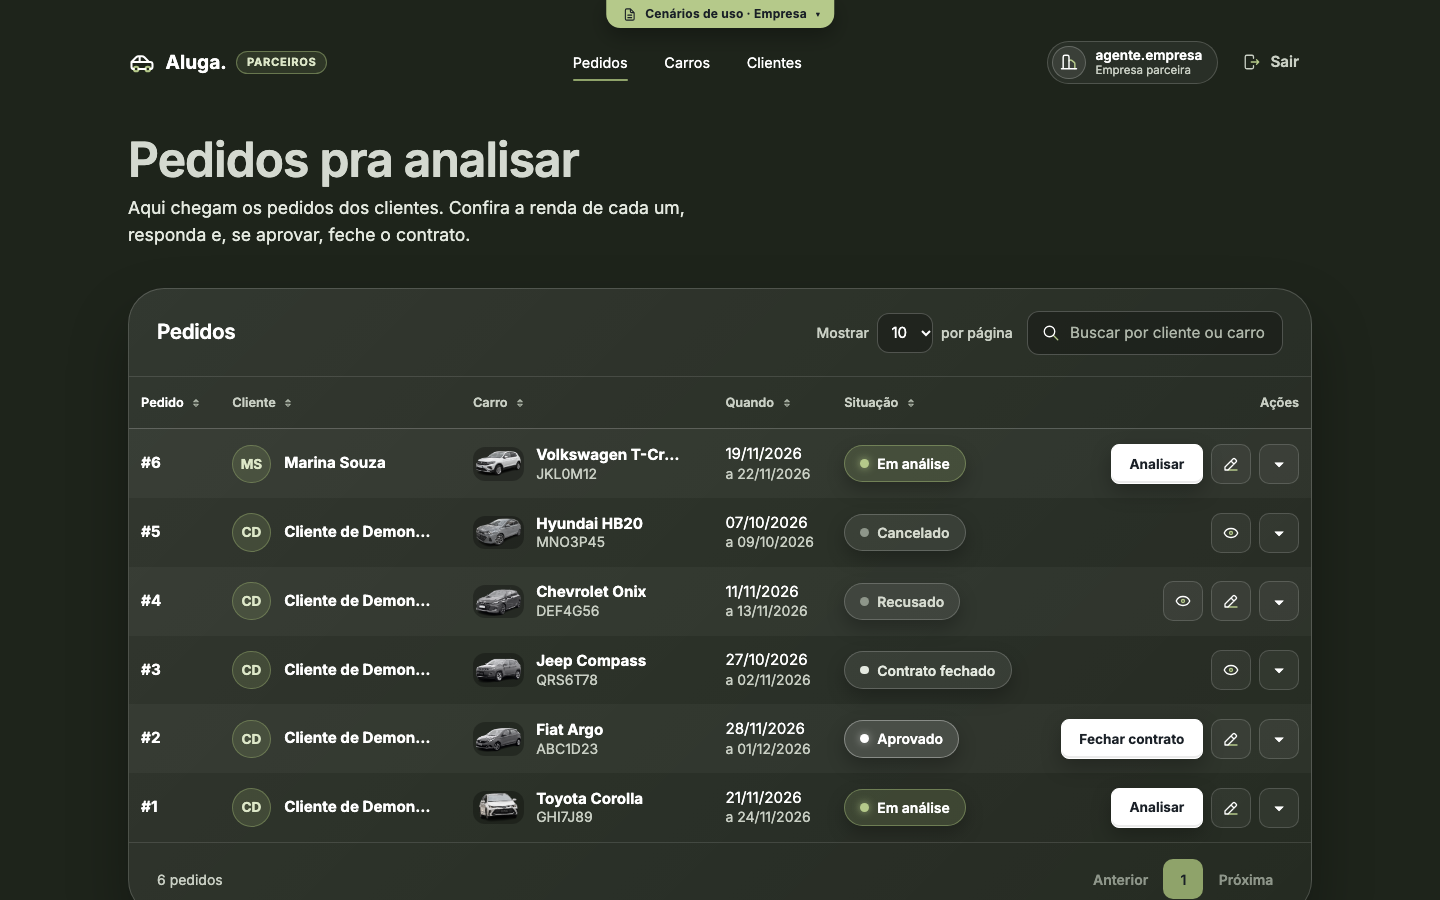 Cenários de uso · Empresa
Aluga. PARCEIROS
Pedidos Carros Clientes
agente.empresa
Empresa parceira
Sair
Pedidos pra analisar
Aqui chegam os pedidos dos clientes. Confira a renda de cada um,
responda e, se aprovar, feche o contrato.
Pedidos
Mostrar 10 por página
Buscar por cliente ou carro
Pedido Cliente Carro Quando Situação Ações
#6 MS Marina Souza Volkswagen T-Cr... 19/11/2026 Em análise Analisar
JKL0M12 a 22/11/2026
#5 CD Cliente de Demon... Hyundai HB20 07/10/2026 Cancelado
MNO3P45 a 09/10/2026
#4 CD Cliente de Demon... Chevrolet Onix 11/11/2026 Recusado
DEF4G56 a 13/11/2026
#3 CD Cliente de Demon... Jeep Compass 27/10/2026 Contrato fechado
QRS6T78 a 02/11/2026
#2 CD Cliente de Demon... Fiat Argo 28/11/2026 Aprovado Fechar contrato
ABC1D23 a 01/12/2026
#1 CD Cliente de Demon... Toyota Corolla 21/11/2026 Em análise Analisar
GHI7J89 a 24/11/2026
6 pedidos
Anterior 1 Próxima